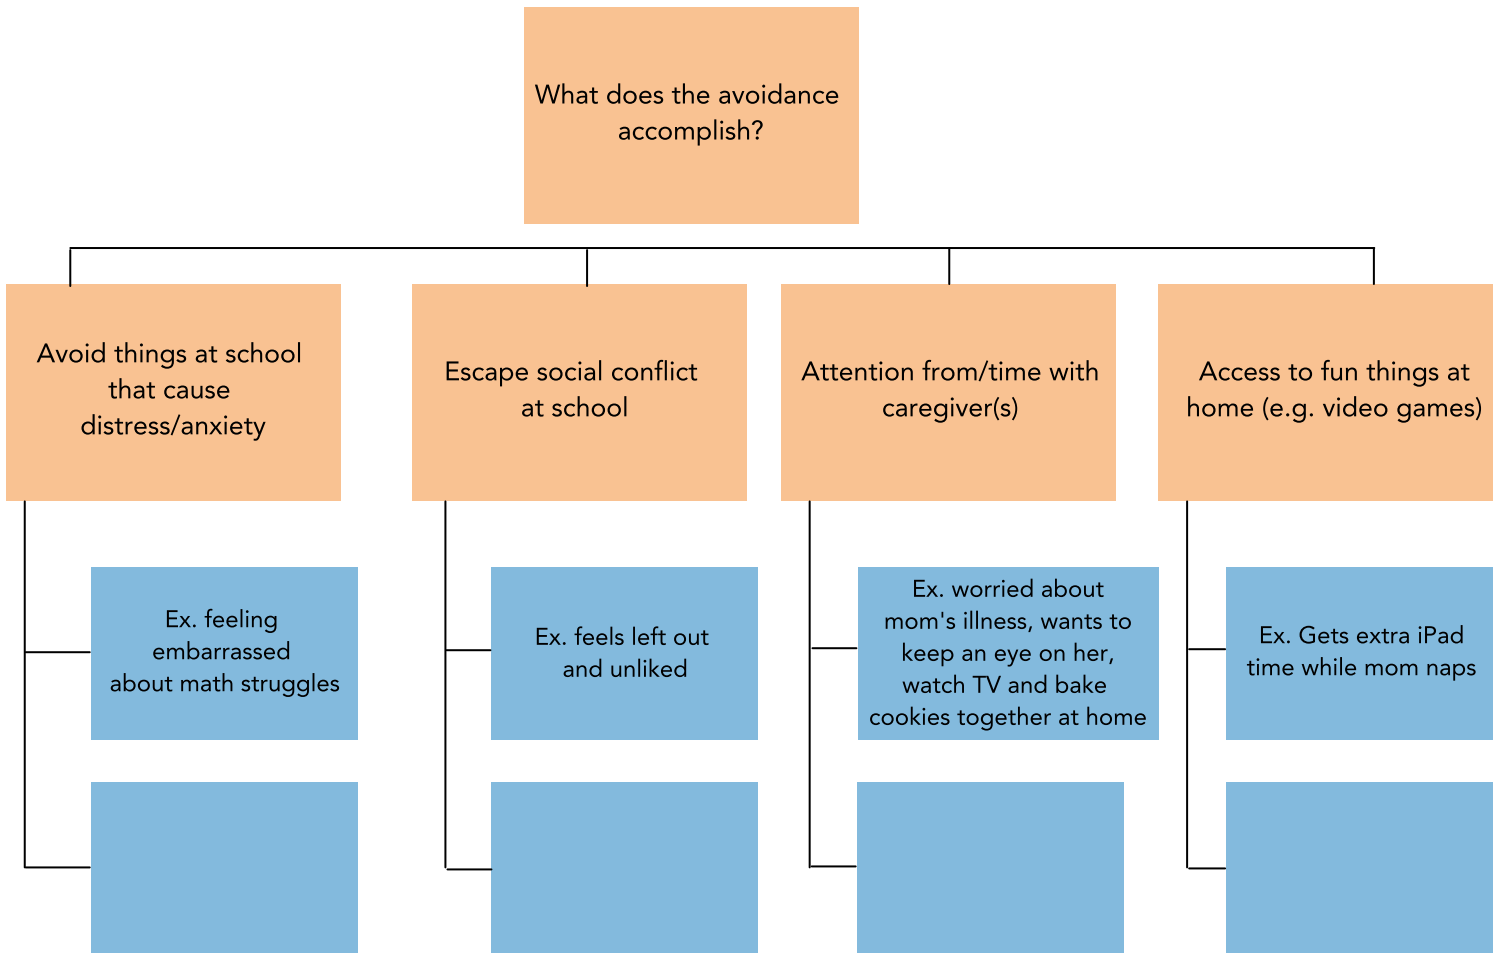 What does the avoidance
accomplish?
Avoid things at school
that cause
distress/anxiety
Escape social conflict
at school
Attention from/time with
caregiver(s)
Access to fun things at
home (e.g. video games)
Ex. feeling
embarrassed
about math struggles
Ex. feels left out
and unliked
Ex. worried about
mom's illness, wants to
keep an eye on her,
watch TV and bake
cookies together at home
Ex. Gets extra iPad
time while mom naps